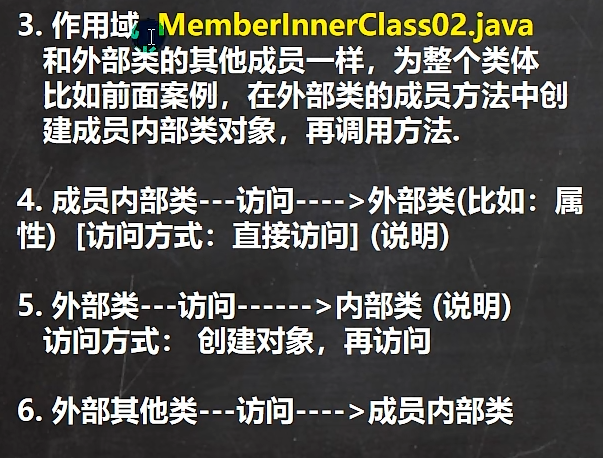 3. 作用域 MemberInnerClass02.java
和外部类的其他成员一样，为整个类体
比如前面案例，在外部类的成员方法中创
建成员内部类对象，再调用方法.
4. 成员内部类---访问---->外部类(比如：属
性) [访问方式：直接访问] (说明)
5. 外部类---访问------>内部类 (说明)
访问方式： 创建对象，再访问
6. 外部其他类---访问---->成员内部类